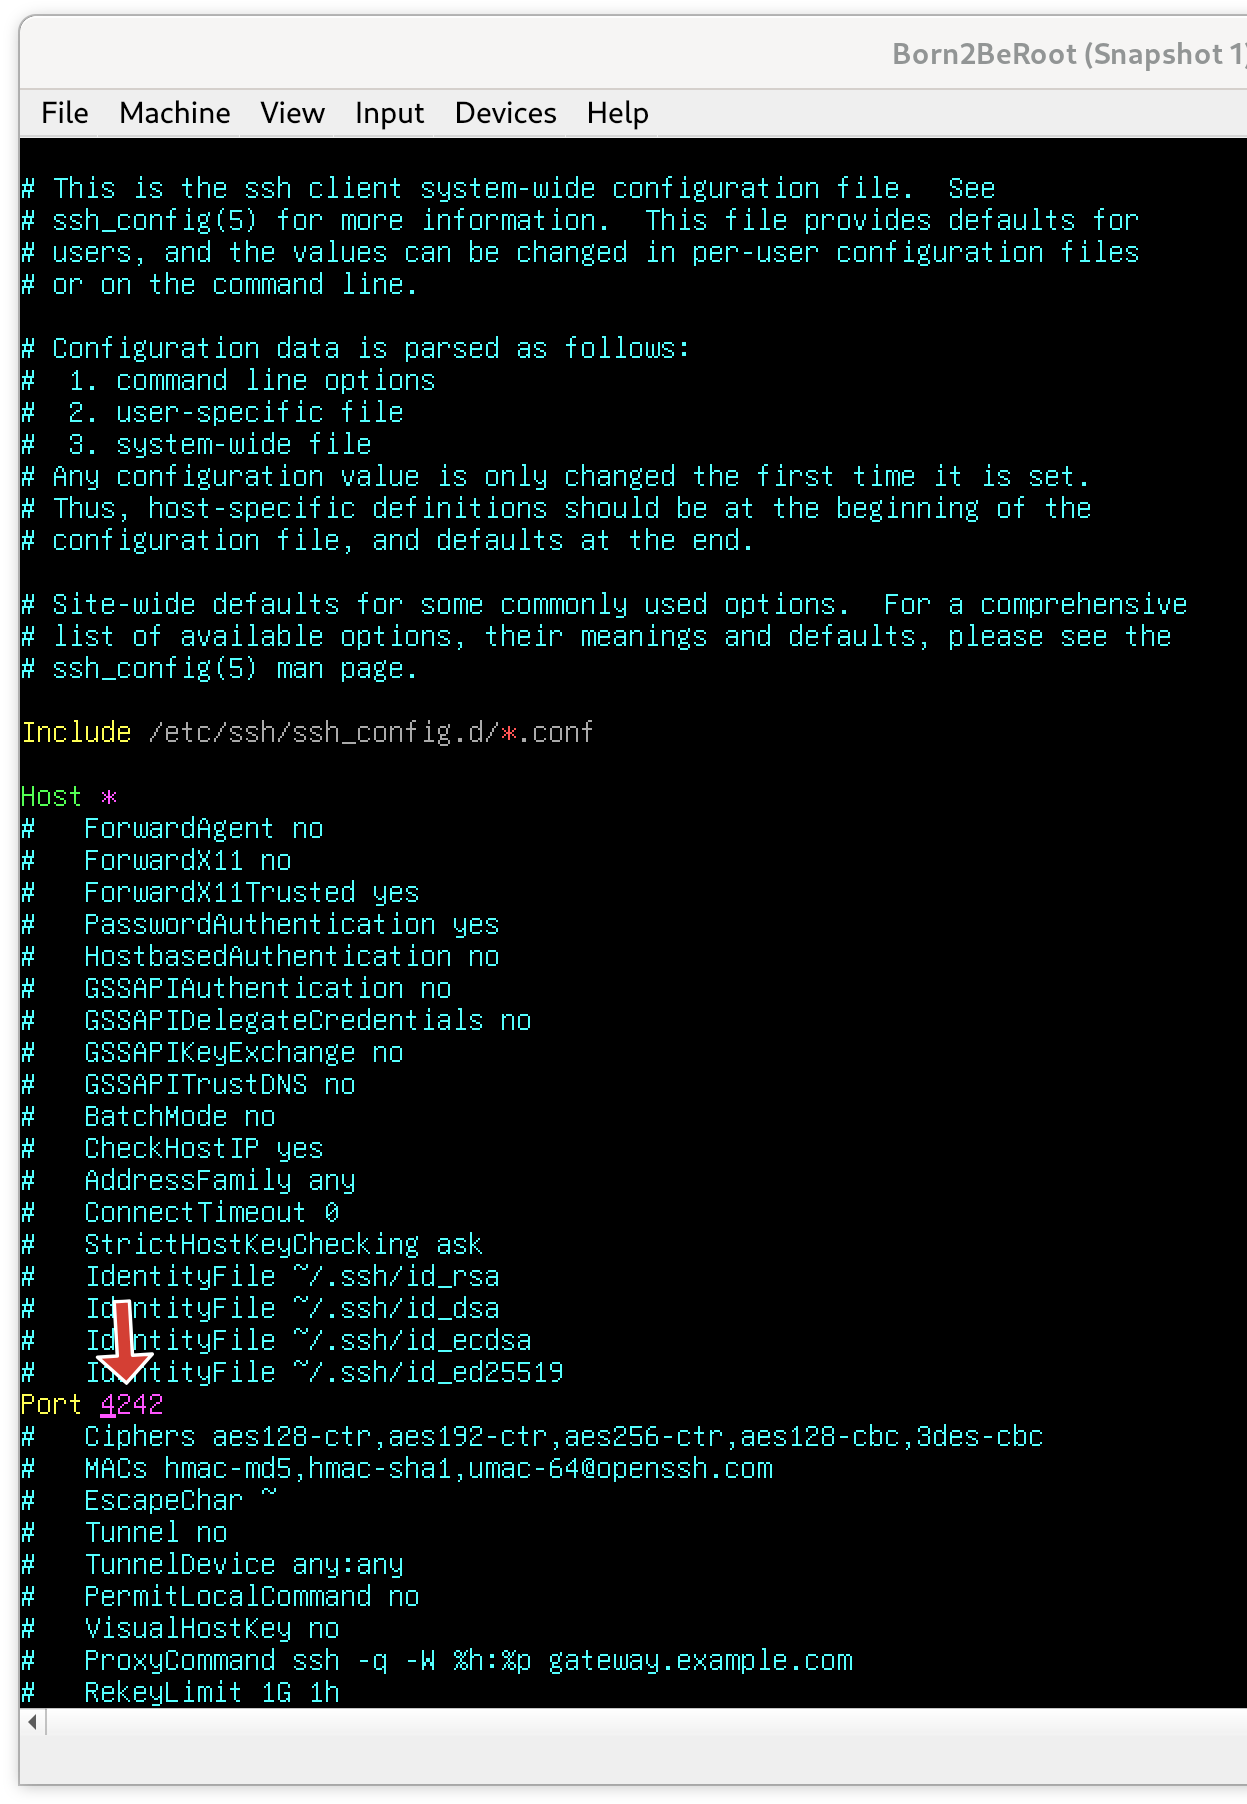 Born2BeRoot (Snapshot 1)
File Machine View Input Devices Help
# This is the ssh client system-wide configuration file.  See
# ssh_config(5) for more information.  This file provides defaults for
# users, and the values can be changed in per-user configuration files
# or on the command line.
# Configuration data is parsed as follows:
#  1. command line options
#  2. user-specific file
#  3. system-wide file
# Any configuration value is only changed the first time it is set.
# Thus, host-specific definitions should be at the beginning of the
# configuration file, and defaults at the end.
# Site-wide defaults for some commonly used options.  For a comprehensive
# list of available options, their meanings and defaults, please see the
# ssh_config(5) man page.
Include /etc/ssh/ssh_config.d/*.conf
Host *
#   ForwardAgent no
#   ForwardX11 no
#   ForwardX11Trusted yes
#   PasswordAuthentication yes
#   HostbasedAuthentication no
#   GSSAPIAuthentication no
#   GSSAPIDelegateCredentials no
#   GSSAPIKeyExchange no
#   GSSAPITrustDNS no
#   BatchMode no
#   CheckHostIP yes
#   AddressFamily any
#   ConnectTimeout 0
#   StrictHostKeyChecking ask
#   IdentityFile ~/.ssh/id_rsa
#   IdentityFile ~/.ssh/id_dsa
#   IdentityFile ~/.ssh/id_ecdsa
#   IdentityFile ~/.ssh/id_ed25519
Port 4242
#   Ciphers aes128-ctr,aes192-ctr,aes256-ctr,aes128-cbc,3des-cbc
#   MACs hmac-md5,hmac-sha1,umac-64@openssh.com
#   EscapeChar ~
#   Tunnel no
#   TunnelDevice any:any
#   PermitLocalCommand no
#   VisualHostKey no
#   ProxyCommand ssh -q -W %h:%p gateway.example.com
#   RekeyLimit 1G 1h